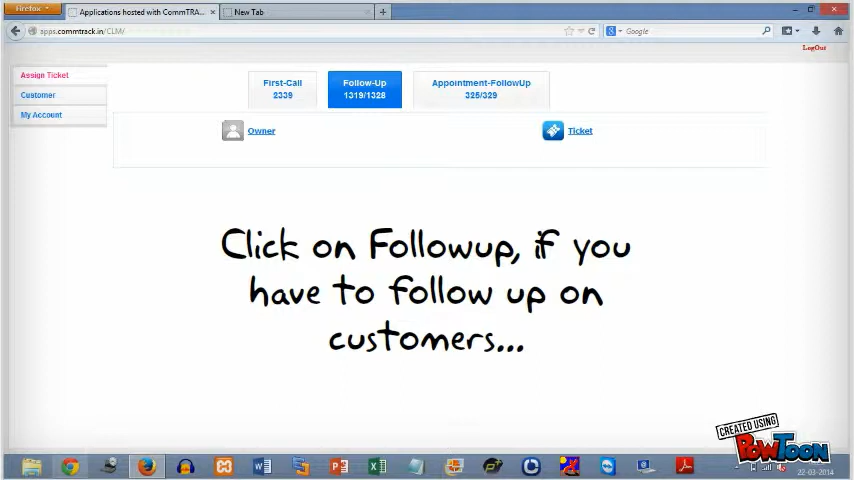 Firefox
Applications hosted with CommTRA...
New Tab
apps.commtrack.in/CLM/
Google
LogOut
Assign Ticket
Customer
My Account
First-Call
2339
Follow-Up
1319/1328
Appointment-FollowUp
325/329
Owner
Ticket
Click on Followup, if you
have to follow up on
customers...
CREATED USING
POWTOON
22-03-2014